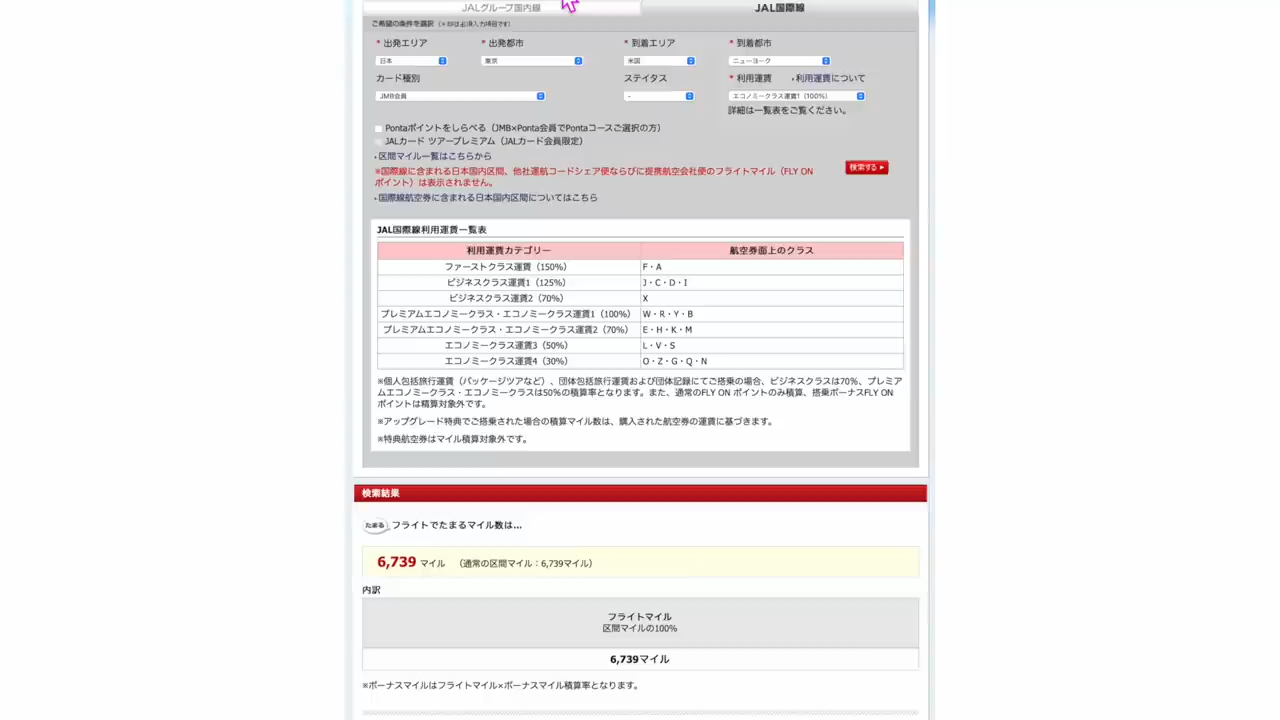 JALグループ国内線 JAL国際線
ご希望の条件を選択（＊印は必須入力項目です）
* 出発エリア * 出発都市 * 到着エリア * 到着都市
日本 東京 米国 ニューヨーク
カード種別 ステイタス * 利用運賃 ・利用運賃について
JMB会員 - エコノミークラス運賃1（100%）
詳細は一覧表をご覧ください。
Pontaポイントをしらべる（JMB×Ponta会員でPontaコースご選択の方）
JALカード ツアープレミアム（JALカード会員限定）
・区間マイル一覧はこちらから
※国際線に含まれる日本国内区間、他社運航コードシェア便ならびに提携航空会社便のフライトマイル（FLY ON
ポイント）は表示されません。
検索する
・国際線航空券に含まれる日本国内区間についてはこちら
JAL国際線利用運賃一覧表
利用運賃カテゴリー 航空券面上のクラス
ファーストクラス運賃（150%） F・A
ビジネスクラス運賃1（125%） J・C・D・I
ビジネスクラス運賃2（70%） X
プレミアムエコノミークラス・エコノミークラス運賃1（100%） W・R・Y・B
プレミアムエコノミークラス・エコノミークラス運賃2（70%） E・H・K・M
エコノミークラス運賃3（50%） L・V・S
エコノミークラス運賃4（30%） O・Z・G・Q・N
※個人包括旅行運賃（パッケージツアなど）、団体包括旅行運賃および団体記録にてご搭乗の場合、ビジネスクラスは70%、プレミア
ムエコノミークラス・エコノミークラスは50%の積算率となります。また、通常のFLY ON ポイントのみ積算、搭乗ボーナスFLY ON
ポイントは精算対象外です。
※アップグレード特典でご搭乗された場合の積算マイル数は、購入された航空券の運賃に基づきます。
※特典航空券はマイル積算対象外です。
検索結果
たまる フライトでたまるマイル数は...
6,739 マイル （通常の区間マイル：6,739マイル）
内訳
フライトマイル
区間マイルの100%
6,739マイル
※ボーナスマイルはフライトマイル×ボーナスマイル積算率となります。